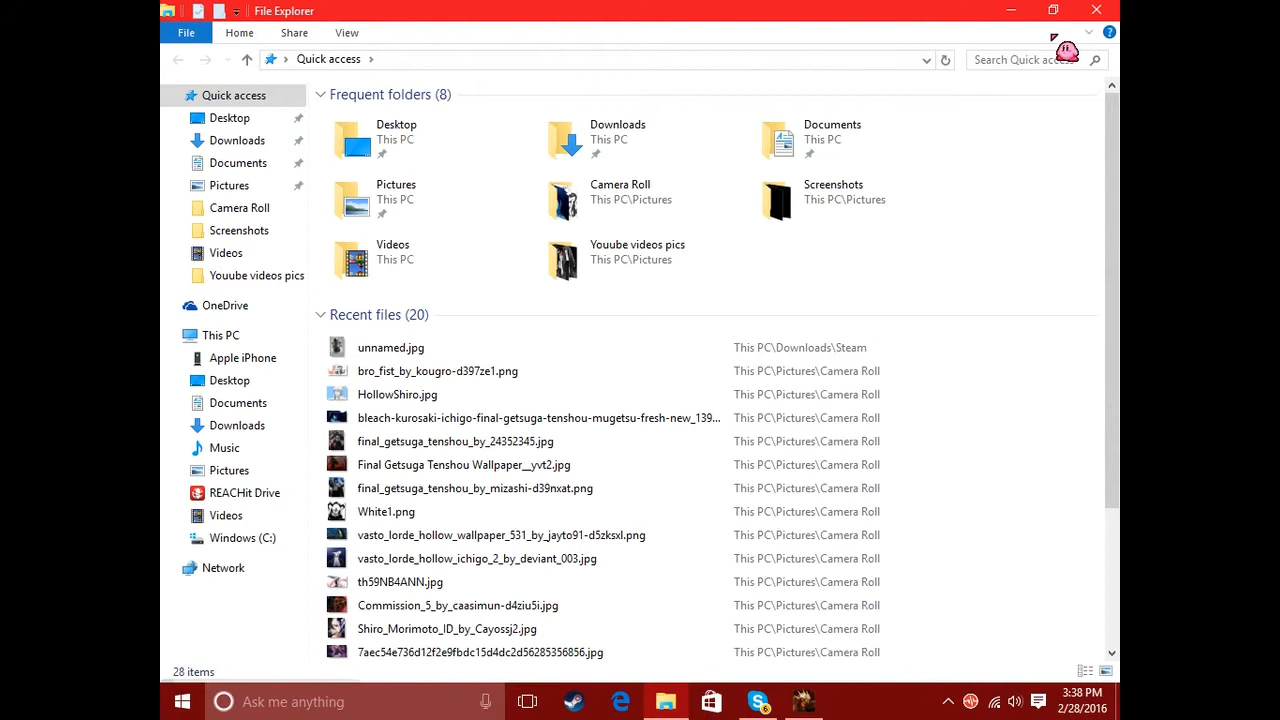 File Explorer
File Home Share View
Quick access
Search Quick acc
Quick access
Desktop
Downloads
Documents
Pictures
Camera Roll
Screenshots
Videos
Youube videos pics
OneDrive
This PC
Apple iPhone
Desktop
Documents
Downloads
Music
Pictures
REACHit Drive
Videos
Windows (C:)
Network
Frequent folders (8)
Desktop
This PC
Downloads
This PC
Documents
This PC
Pictures
This PC
Camera Roll
This PC\Pictures
Screenshots
This PC\Pictures
Videos
This PC
Youube videos pics
This PC\Pictures
Recent files (20)
unnamed.jpg This PC\Downloads\Steam
bro_fist_by_kougro-d397ze1.png This PC\Pictures\Camera Roll
HollowShiro.jpg This PC\Pictures\Camera Roll
bleach-kurosaki-ichigo-final-getsuga-tenshou-mugetsu-fresh-new_139... This PC\Pictures\Camera Roll
final_getsuga_tenshou_by_24352345.jpg This PC\Pictures\Camera Roll
Final Getsuga Tenshou Wallpaper__yvt2.jpg This PC\Pictures\Camera Roll
final_getsuga_tenshou_by_mizashi-d39nxat.png This PC\Pictures\Camera Roll
White1.png This PC\Pictures\Camera Roll
vasto_lorde_hollow_wallpaper_531_by_jayto91-d5zksxl.png This PC\Pictures\Camera Roll
vasto_lorde_hollow_ichigo_2_by_deviant_003.jpg This PC\Pictures\Camera Roll
th59NB4ANN.jpg This PC\Pictures\Camera Roll
Commission_5_by_caasimun-d4ziu5i.jpg This PC\Pictures\Camera Roll
Shiro_Morimoto_ID_by_Cayossj2.jpg This PC\Pictures\Camera Roll
7aec54e736d12f2e9fbdc15d4dc2d56285356856.jpg This PC\Pictures\Camera Roll
28 items
Ask me anything
6
3:38 PM
2/28/2016